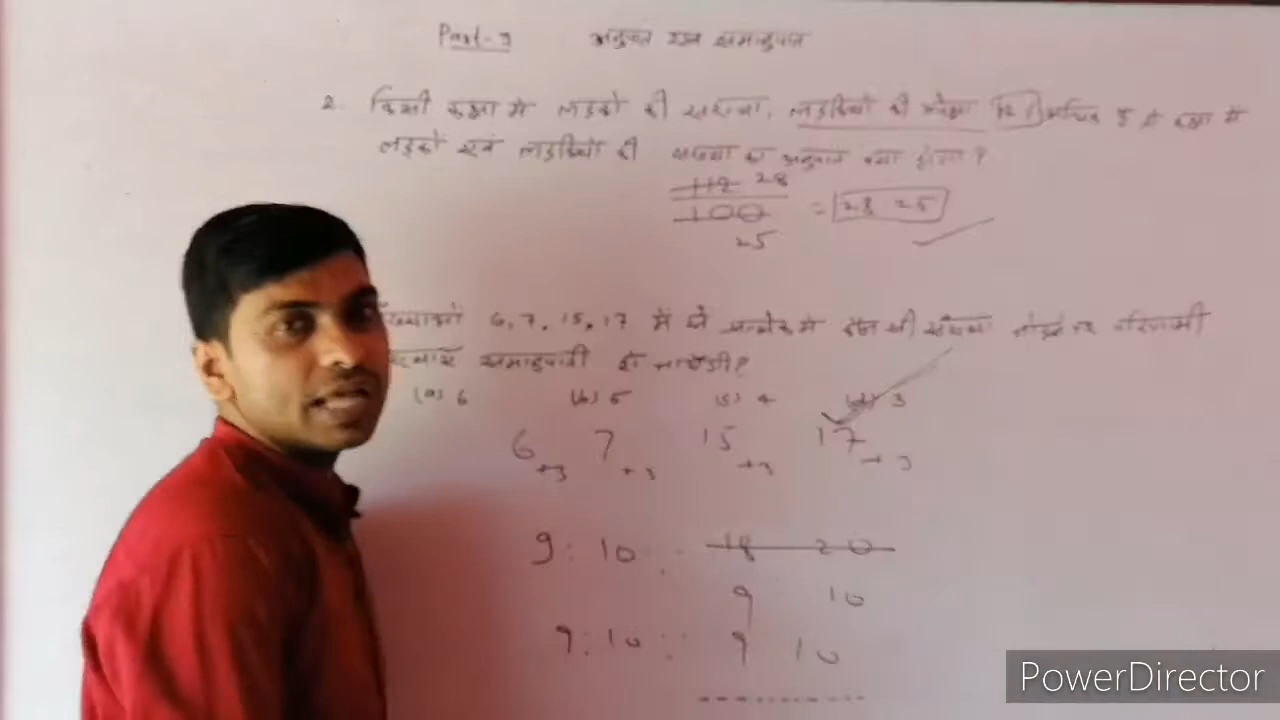 Part-9 अनुपात एवं समानुपात
2. किसी कक्षा में लड़को की संख्या, लड़कियों की अपेक्षा 12% अधिक है तो कक्षा में
लड़को एवं लड़कियों की संख्या का अनुपात क्या होगा?
112 28
100 = 28 25
25
6, 7, 15, 17 में से प्रत्येक मे कौन सी संख्या जोड़ने पर परिणामी
समानुपाती हो जायेगी?
(a) 6 (b) 5 (c) 4 (d) 3
6 7 15 17
+3 +3 +3 +3
9 : 10 :: 18 20
9 10
9 : 10 :: 9 10
PowerDirector